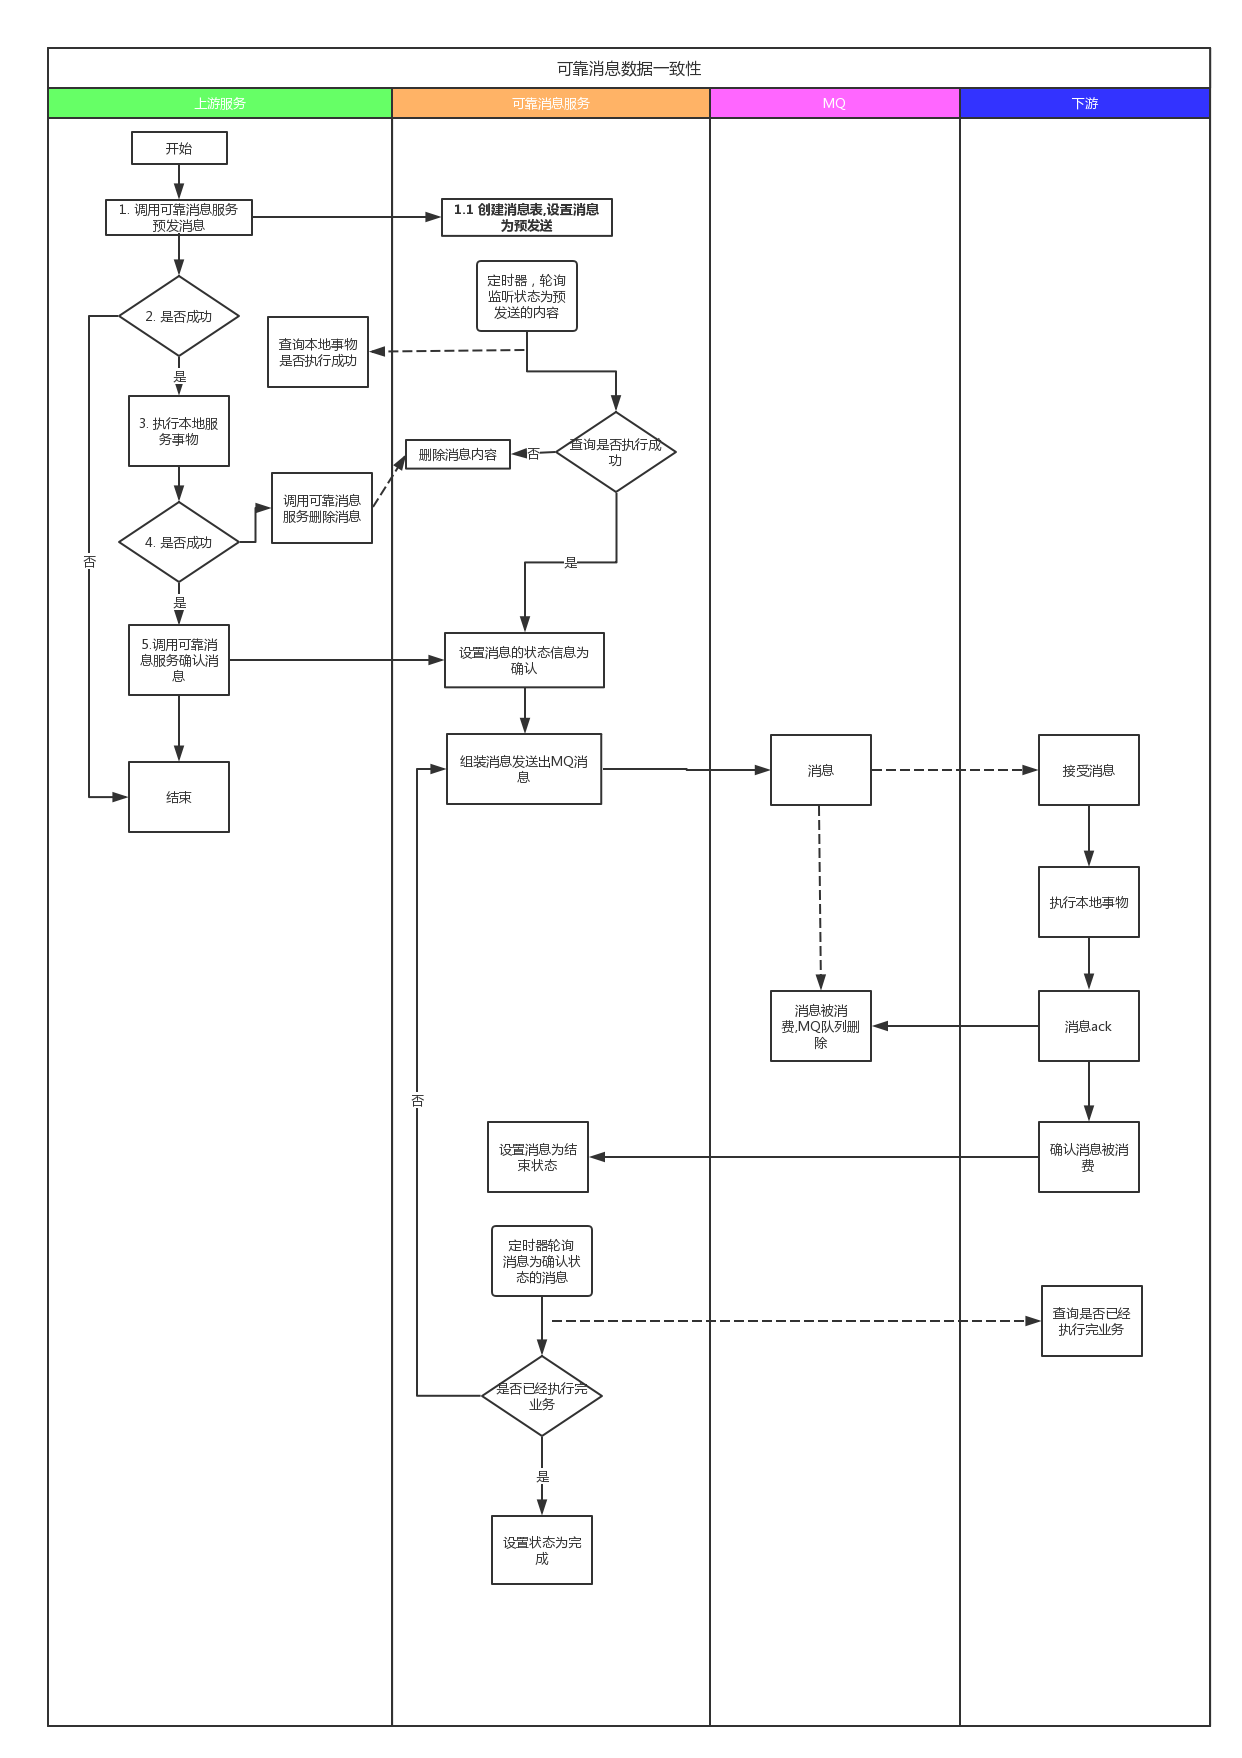 可靠消息数据一致性
上游服务
可靠消息服务
MQ
下游
开始
1. 调用可靠消息服务
预发消息
1.1 创建消息表,设置消息
为预发送
定时器，轮询
监听状态为预
发送的内容
2. 是否成功
查询本地事物
是否执行成功
是
3. 执行本地服
务事物
删除消息内容
否
查询是否执行成
功
调用可靠消息
服务删除消息
4. 是否成功
否
是
是
5.调用可靠消
息服务确认消
息
设置消息的状态信息为
确认
组装消息发送出MQ消
息
消息
接受消息
结束
执行本地事物
消息被消
费,MQ队列删
除
消息ack
否
设置消息为结
束状态
确认消息被消
费
定时器轮询
消息为确认状
态的消息
查询是否已经
执行完业务
是否已经执行完
业务
是
设置状态为完
成